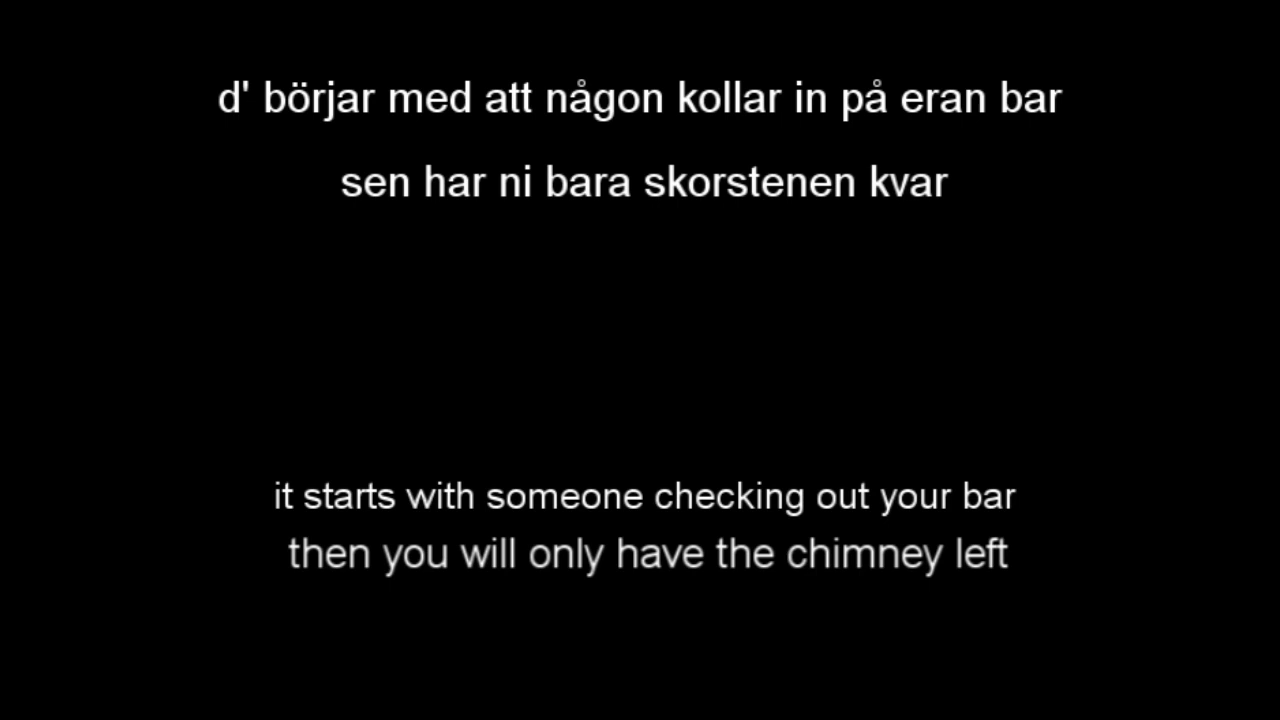 d' börjar med att någon kollar in på eran bar
sen har ni bara skorstenen kvar
it starts with someone checking out your bar
then you will only have the chimney left